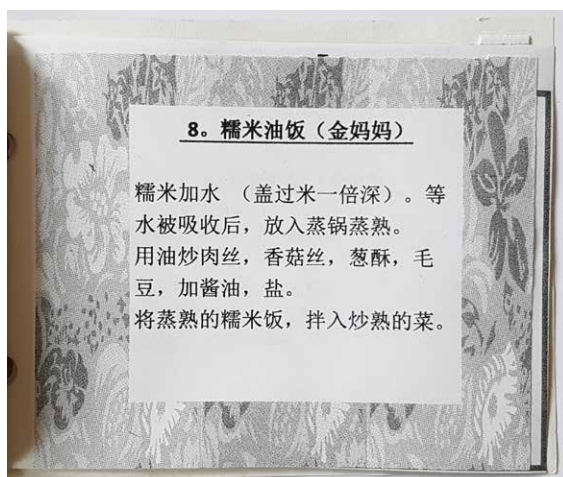 8。糯米油饭（金妈妈）
糯米加水 （盖过米一倍深）。等
水被吸收后，放入蒸锅蒸熟。
用油炒肉丝，香菇丝，葱酥，毛
豆，加酱油，盐。
将蒸熟的糯米饭，拌入炒熟的菜。